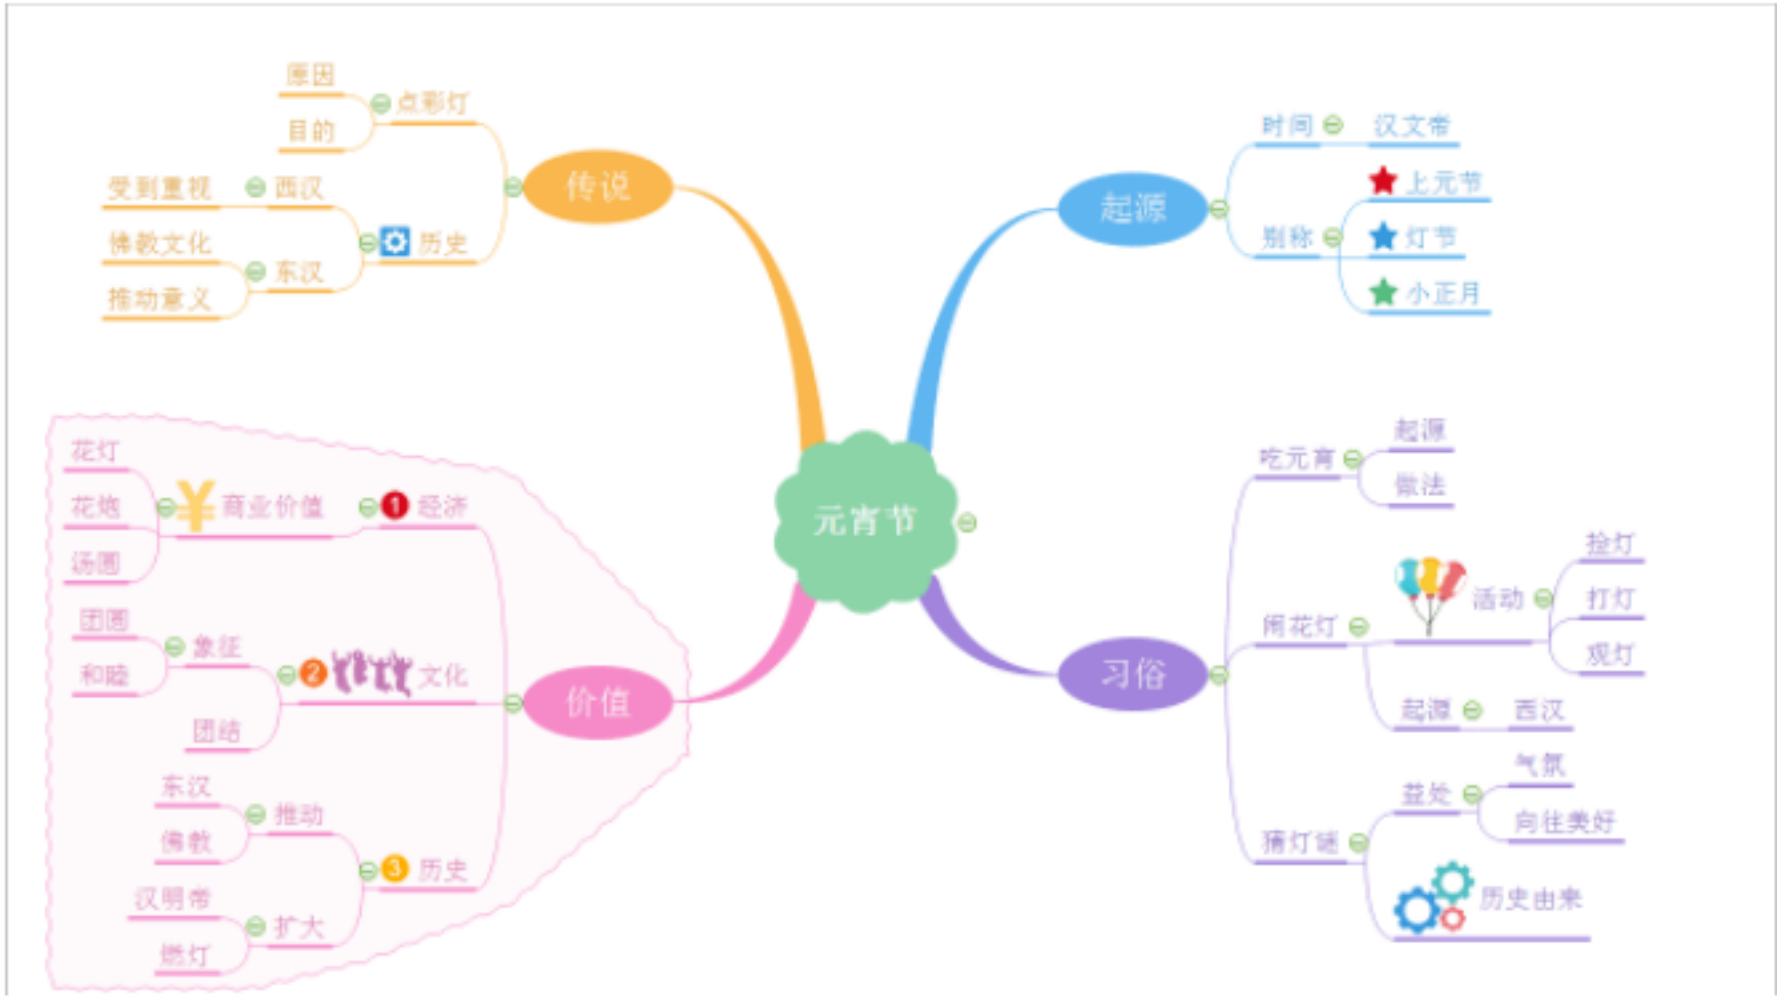 元宵节
起源
时间
汉文帝
别称
上元节
灯节
小正月
习俗
吃元宵
起源
做法
闹花灯
活动
捡灯
打灯
观灯
起源
西汉
猜灯谜
益处
气氛
向往美好
历史由来
传说
点彩灯
原因
目的
历史
西汉
受到重视
东汉
佛教文化
推动意义
价值
1 经济
商业价值
花灯
花炮
汤圆
2 文化
象征
团圆
和睦
团结
3 历史
推动
东汉
佛教
扩大
汉明帝
燃灯